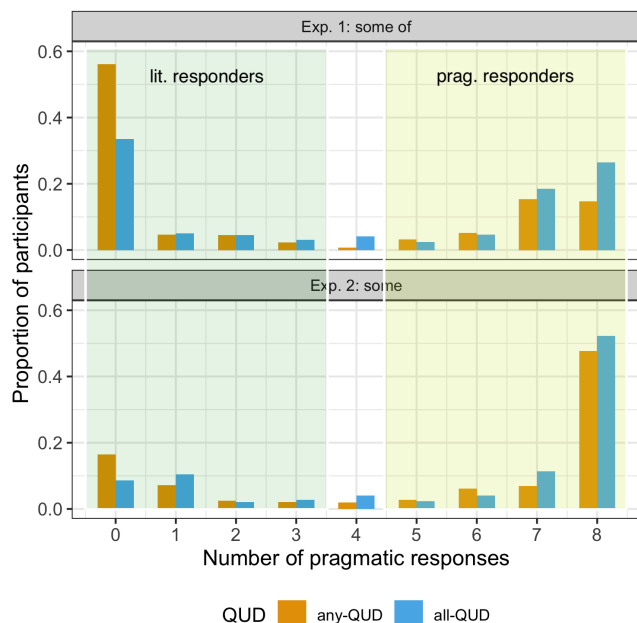 Exp. 1: some of
lit. responders
prag. responders
0.6
0.4
0.2
0.0
Exp. 2: some
0.6
0.4
0.2
0.0
Proportion of participants
0 1 2 3 4 5 6 7 8
Number of pragmatic responses
QUD any-QUD all-QUD